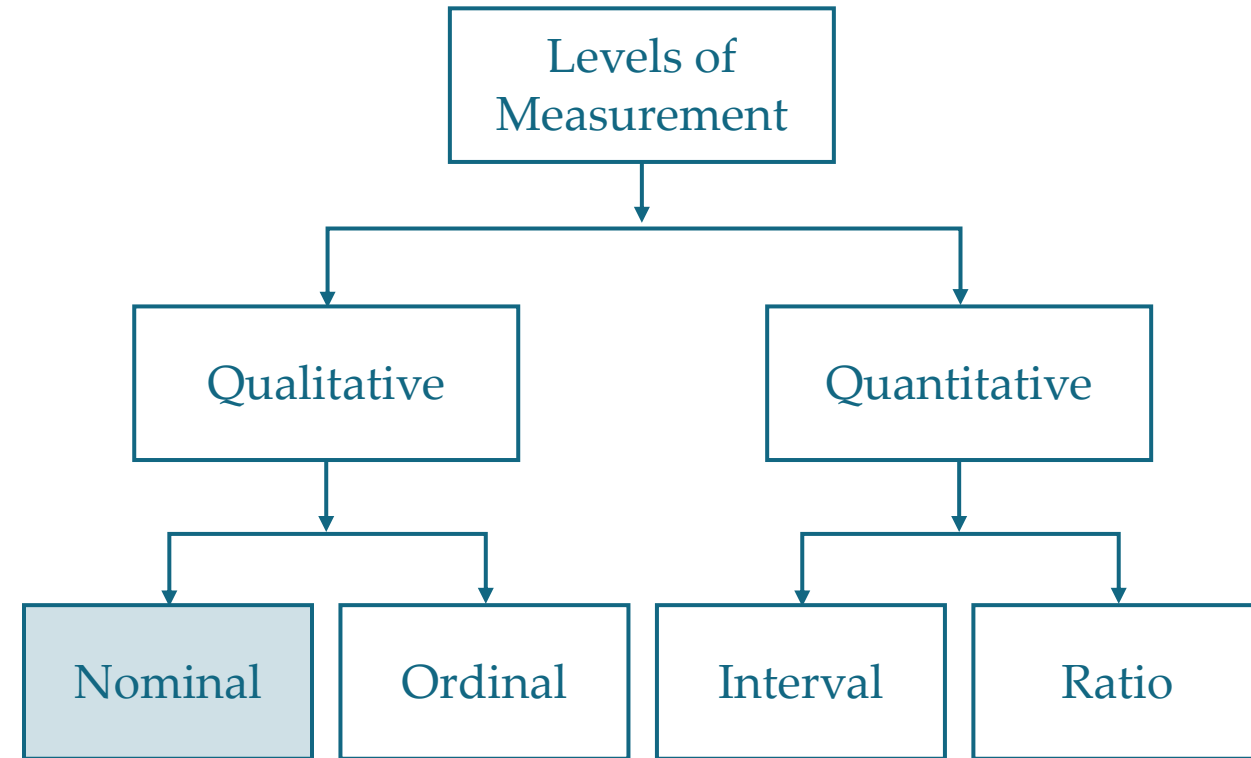 Levels of
Measurement
Qualitative
Quantitative
Nominal
Ordinal
Interval
Ratio